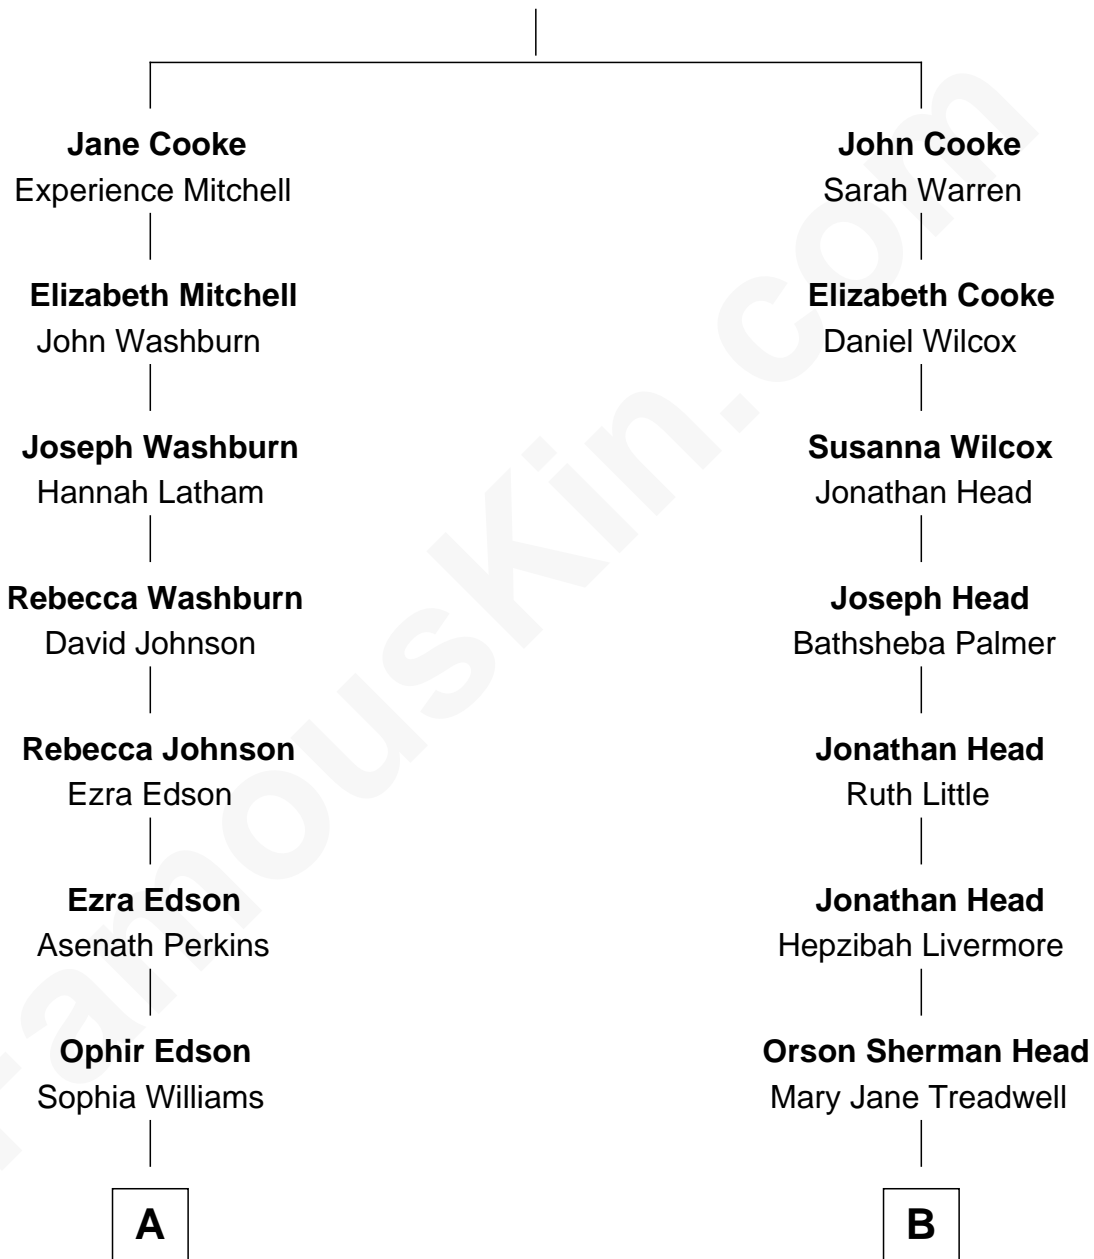 Jane Cooke
Experience Mitchell
Elizabeth Mitchell
John Washburn
Joseph Washburn
Hannah Latham
Rebecca Washburn
David Johnson
Rebecca Johnson
Ezra Edson
Ezra Edson
Asenath Perkins
Ophir Edson
Sophia Williams
A
John Cooke
Sarah Warren
Elizabeth Cooke
Daniel Wilcox
Susanna Wilcox
Jonathan Head
Joseph Head
Bathsheba Palmer
Jonathan Head
Ruth Little
Jonathan Head
Hepzibah Livermore
Orson Sherman Head
Mary Jane Treadwell
B
FamousKin.com